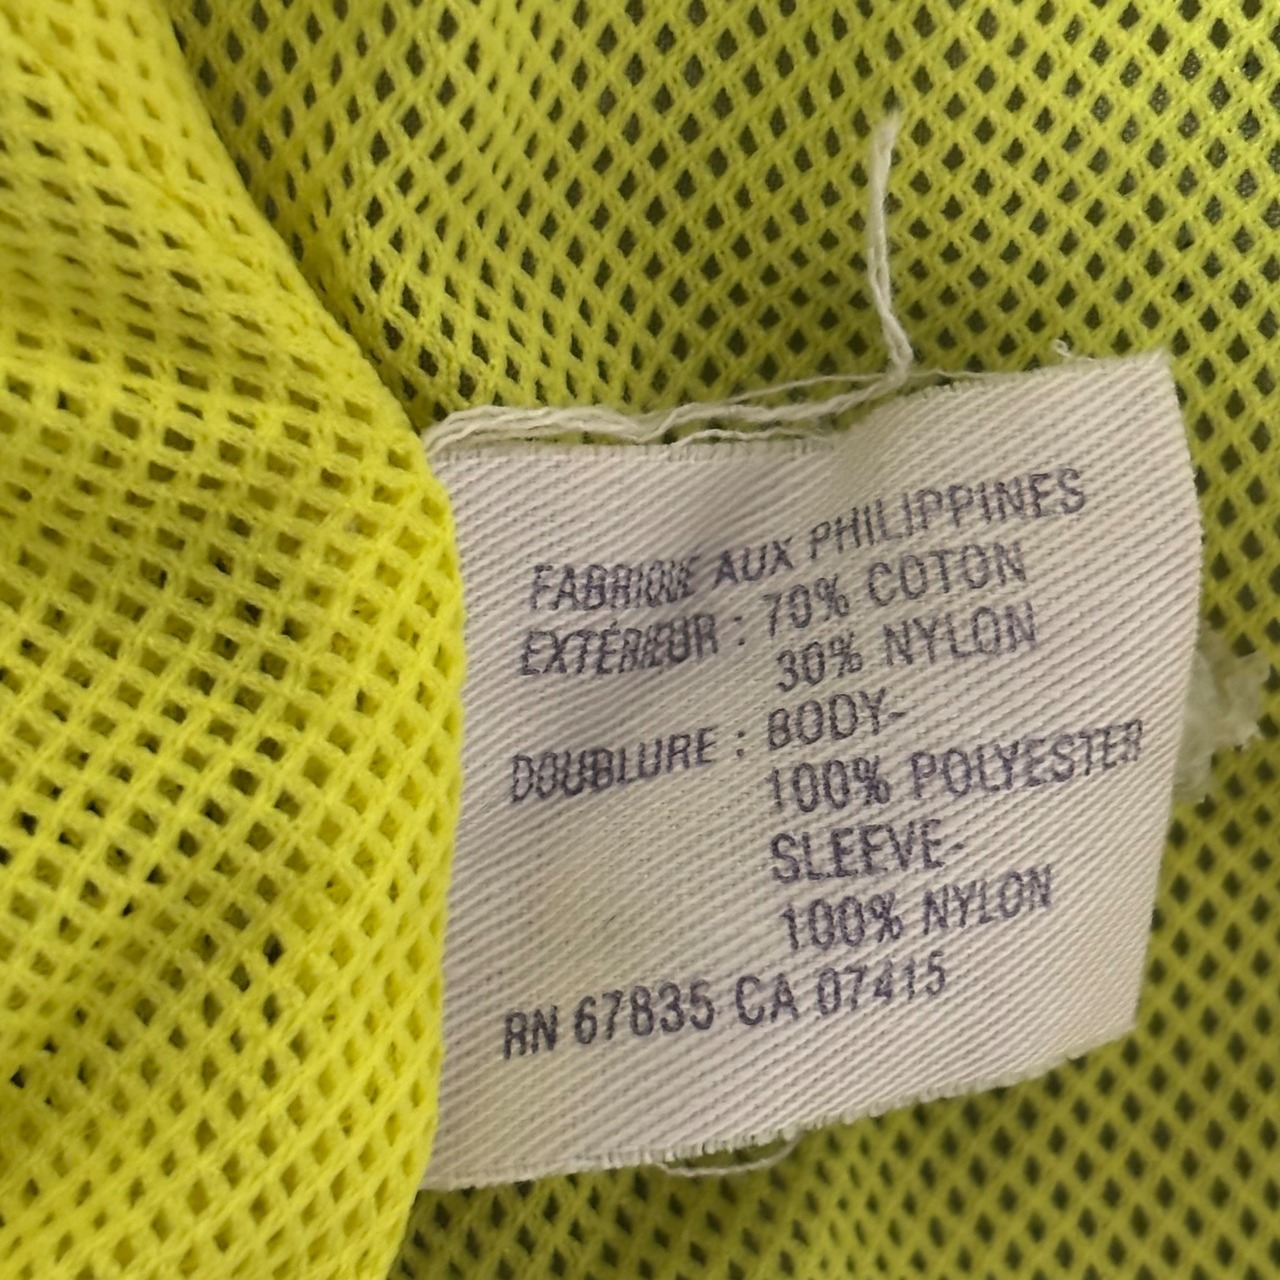 FABRIQUE AUX PHILIPPINES
EXTÉRIEUR : 70% COTON
30% NYLON
DOUBLURE : BODY-
100% POLYESTER
SLEEVE-
100% NYLON
RN 67835 CA 07415